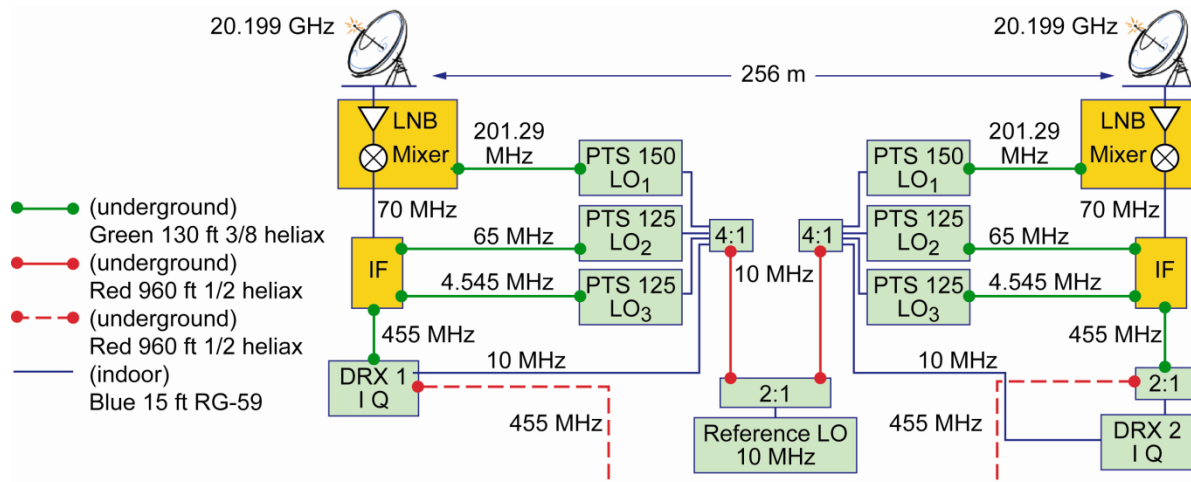 20.199 GHz
20.199 GHz
256 m
LNB
Mixer
201.29
MHz
PTS 150
LO1
PTS 150
LO1
201.29
MHz
LNB
Mixer
70 MHz
70 MHz
(underground)
Green 130 ft 3/8 heliax
(underground)
Red 960 ft 1/2 heliax
(underground)
Red 960 ft 1/2 heliax
(indoor)
Blue 15 ft RG-59
IF
65 MHz
PTS 125
LO2
4:1
4:1
PTS 125
LO2
65 MHz
IF
10 MHz
4.545 MHz
PTS 125
LO3
PTS 125
LO3
4.545 MHz
455 MHz
455 MHz
10 MHz
10 MHz
DRX 1
I Q
2:1
2:1
455 MHz
Reference LO
10 MHz
455 MHz
DRX 2
I Q